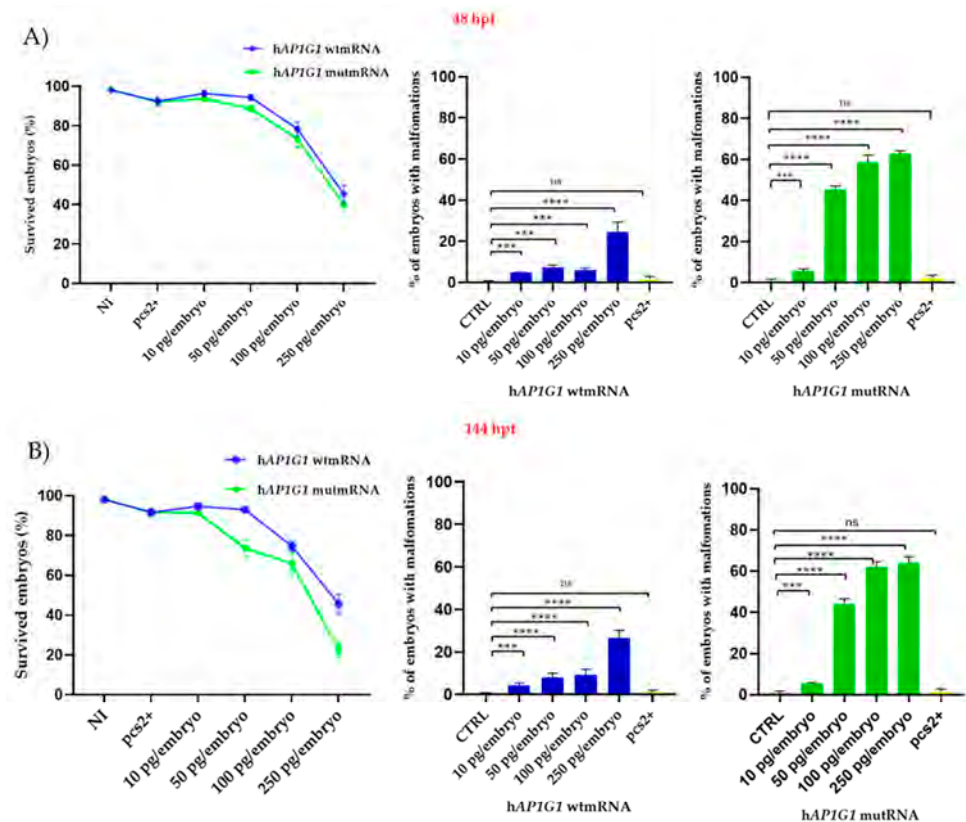 48 hpf
A)
hAP1G1 wtmRNA
hAP1G1 mutmRNA
Survived embryos (%)
100
80
60
40
20
0
NI
pcs2+
10 pg/embryo
50 pg/embryo
100 pg/embryo
250 pg/embryo
% of embryos with malfomations
100
80
60
40
20
0
ns
****
***
***
***
CTRL
10 pg/embryo
50 pg/embryo
100 pg/embryo
250 pg/embryo
pcs2+
hAP1G1 wtmRNA
% of embryos with malfomations
100
80
60
40
20
0
ns
****
****
****
***
CTRL
10 pg/embryo
50 pg/embryo
100 pg/embryo
250 pg/embryo
pcs2+
hAP1G1 mutRNA
144 hpf
B)
hAP1G1 wtmRNA
hAP1G1 mutmRNA
Survived embryos (%)
100
80
60
40
20
0
NI
pcs2+
10 pg/embryo
50 pg/embryo
100 pg/embryo
250 pg/embryo
% of embryos with malfomations
100
80
60
40
20
0
ns
****
****
****
***
CTRL
10 pg/embryo
50 pg/embryo
100 pg/embryo
250 pg/embryo
pcs2+
hAP1G1 wtmRNA
% of embryos with malfomations
100
80
60
40
20
0
ns
****
****
****
***
CTRL
10 pg/embryo
50 pg/embryo
100 pg/embryo
250 pg/embryo
pcs2+
hAP1G1 mutRNA